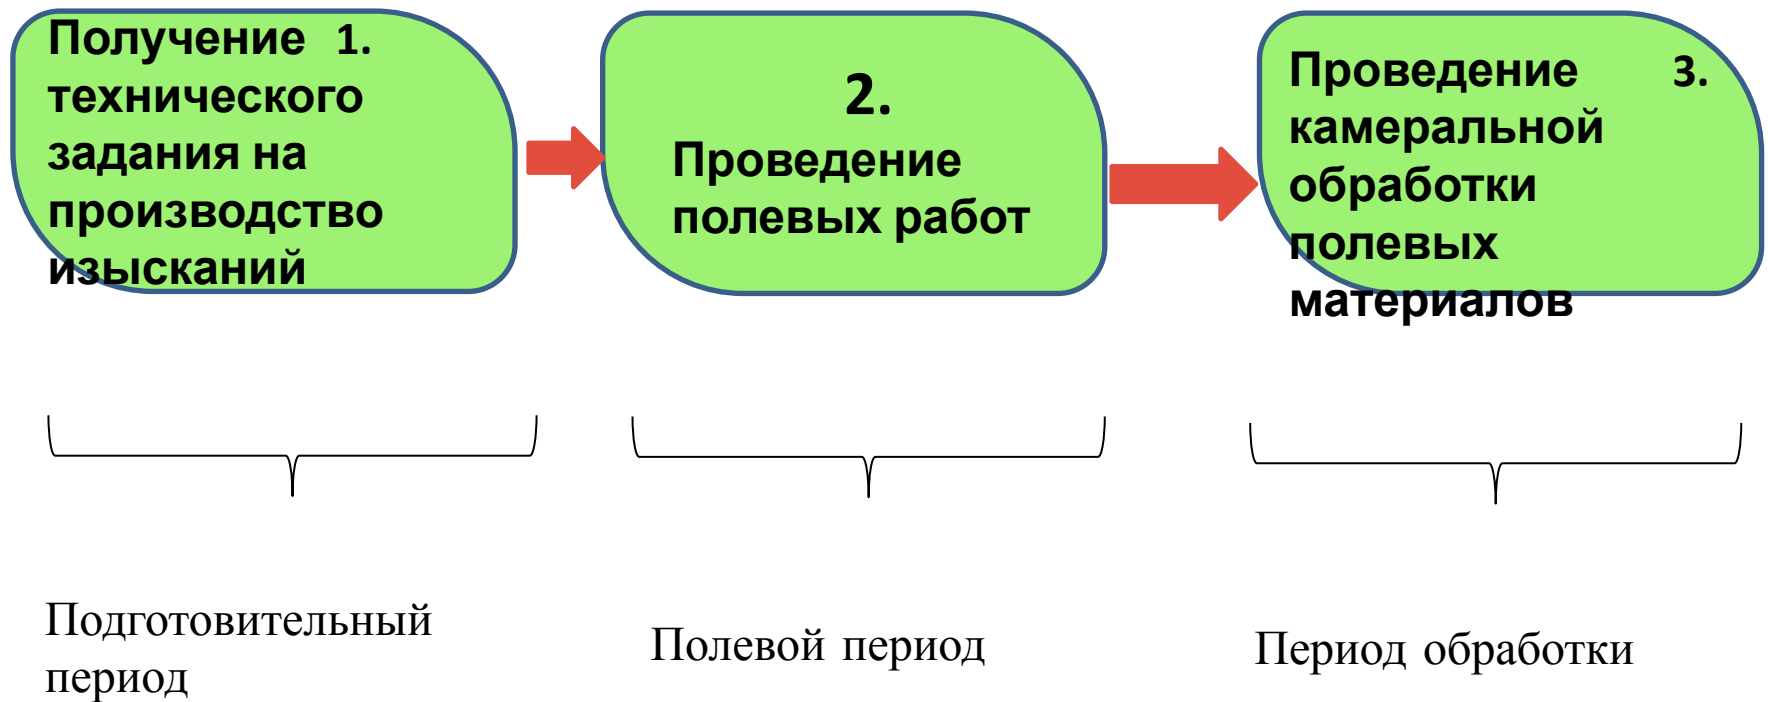 Получение 1.
технического
задания на
производство
изысканий
2.
Проведение
полевых работ
Проведение 3.
камеральной
обработки
полевых
материалов
Подготовительный
период
Полевой период
Период обработки